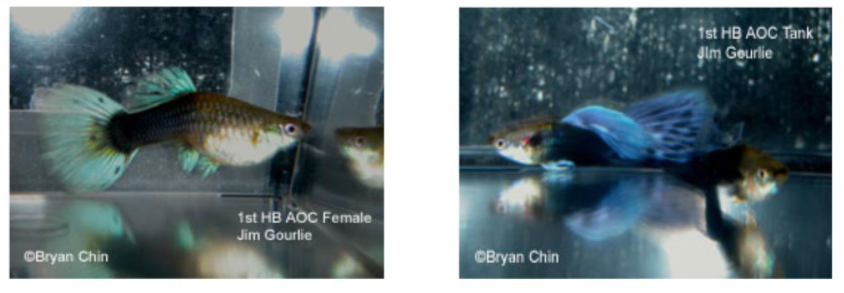 1st HB AOC Female
Jim Gourlie
©Bryan Chin
1st HB AOC Tank
JIm Gourlie
©Bryan Chin